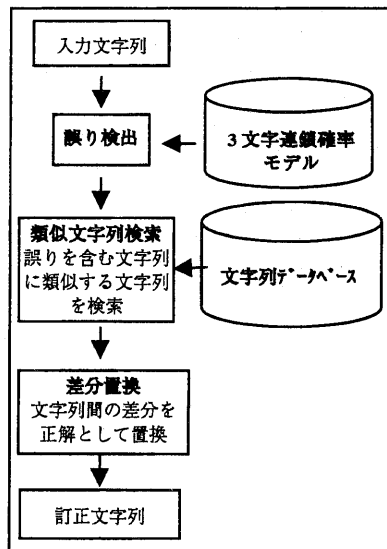 入力文字列
誤り検出
3文字連鎖確率
モデル
類似文字列検索
誤りを含む文字列
に類似する文字列
を検索
文字列ﾃﾞｰﾀﾍﾞｰｽ
差分置換
文字列間の差分を
正解として置換
訂正文字列